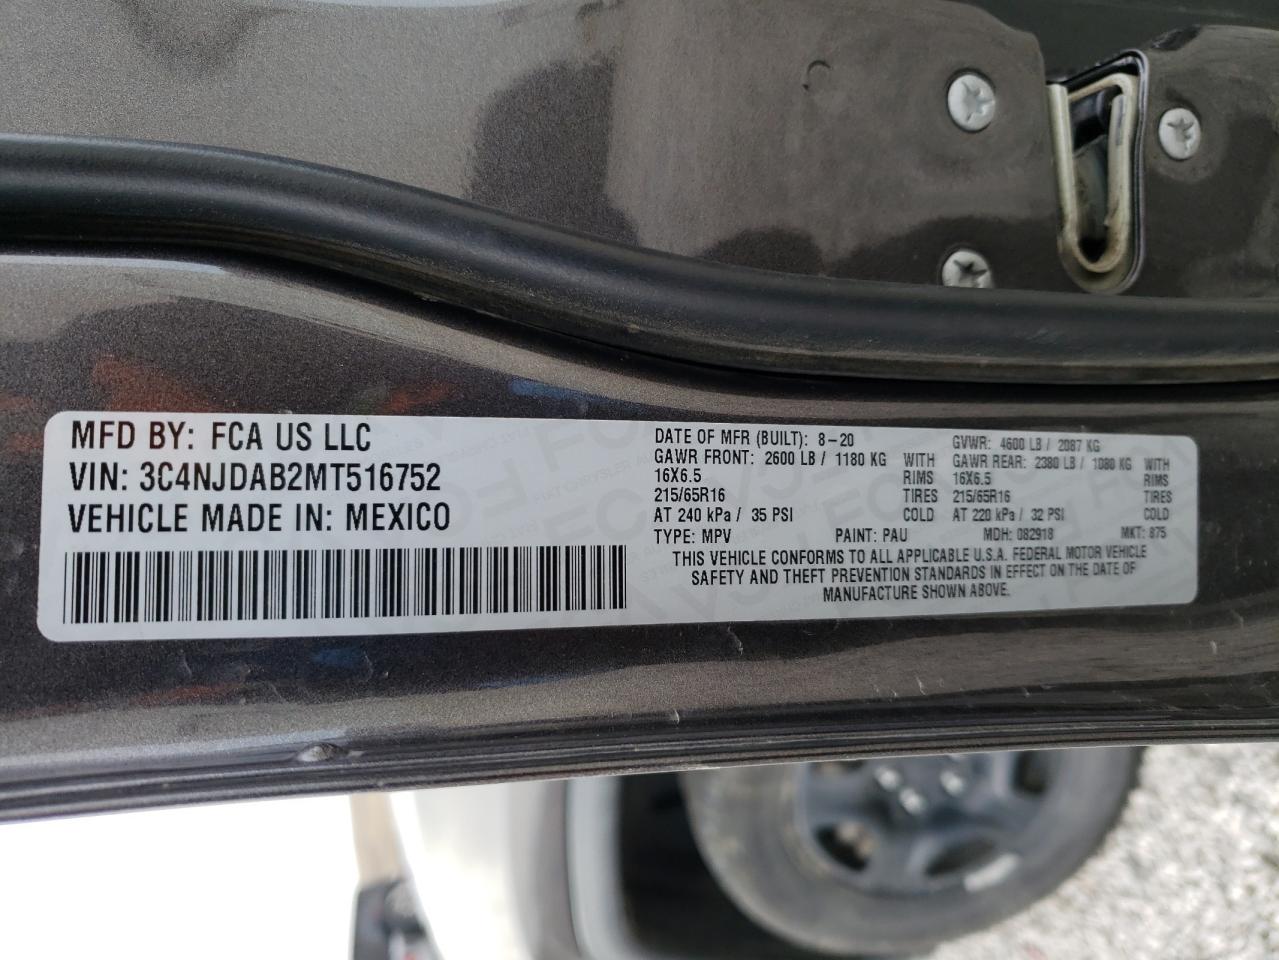 MFD BY: FCA US LLC
VIN: 3C4NJDAB2MT516752
VEHICLE MADE IN: MEXICO
DATE OF MFR (BUILT): 8-20 GVWR: 4600 LB / 2087 KG
GAWR FRONT: 2600 LB / 1180 KG WITH GAWR REAR: 2380 LB / 1080 KG WITH
16X6.5 RIMS 16X6.5 RIMS
215/65R16 TIRES 215/65R16 TIRES
AT 240 kPa / 35 PSI COLD AT 220 kPa / 32 PSI COLD
TYPE: MPV PAINT: PAU MDH: 082918 MKT: 875
THIS VEHICLE CONFORMS TO ALL APPLICABLE U.S.A. FEDERAL MOTOR VEHICLE
SAFETY AND THEFT PREVENTION STANDARDS IN EFFECT ON THE DATE OF
MANUFACTURE SHOWN ABOVE.